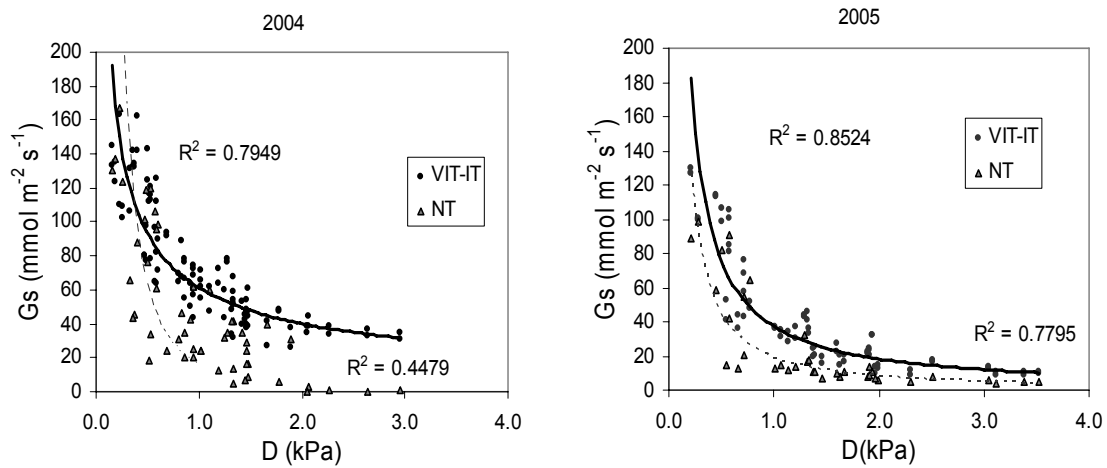 2004
200
180
160
140
120
100
80
60
40
20
0
Gs (mmol m⁻² s⁻¹)
R² = 0.7949
VIT-IT
NT
R² = 0.4479
0.0 1.0 2.0 3.0 4.0
D (kPa)
2005
200
180
160
140
120
100
80
60
40
20
0
Gs (mmol m⁻² s⁻¹)
R² = 0.8524
VIT-IT
NT
R² = 0.7795
0.0 1.0 2.0 3.0 4.0
D(kPa)